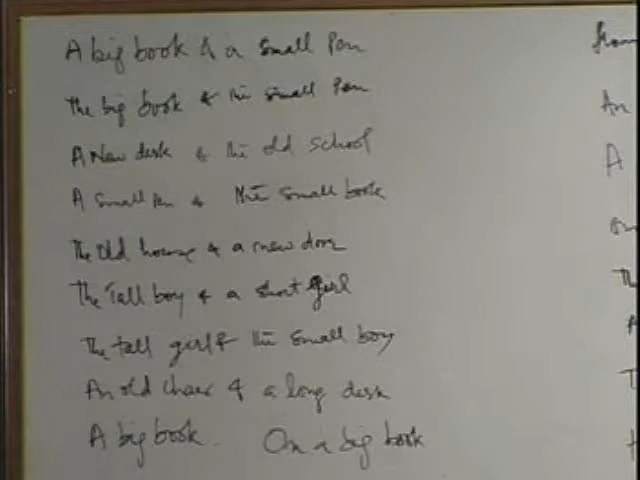 A big book & a small Pen
The big book & the small Pen
A New desk & the old school
A small Pen & the small book
The Old house & a new door
The Tall boy & a short girl
The tall girl & the small boy
An old chair & a long desk
A big book. On a big book
from
An
A